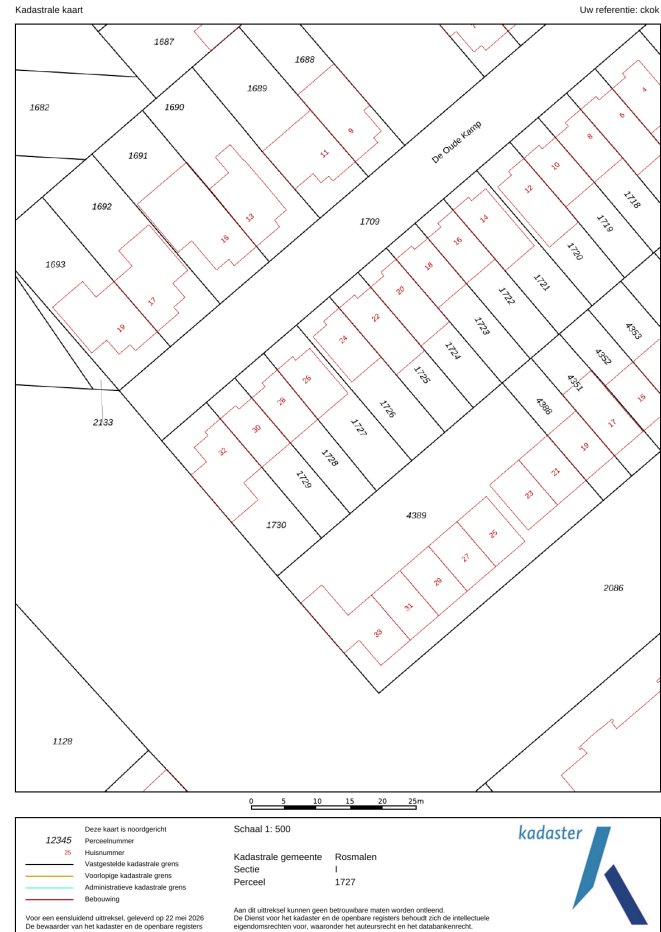 Kadastrale kaart
Uw referentie: ckok
1687
1688
1689
1682
1690
1691
1692
1693
9
11
13
15
17
19
De Oude Kamp
1709
4
6
8
10
12
14
16
18
20
22
24
26
28
30
32
1718
1719
1720
1721
1722
1723
1724
1725
1726
1727
1728
1729
1730
4353
4352
4351
4388
4389
15
17
19
21
23
25
27
29
31
33
2133
2086
1128
0 5 10 15 20 25m
Deze kaart is noordgericht
12345 Perceelnummer
25 Huisnummer
Vastgestelde kadastrale grens
Voorlopige kadastrale grens
Administratieve kadastrale grens
Bebouwing
Voor een eensluidend uittreksel, geleverd op 22 mei 2026
De bewaarder van het kadaster en de openbare registers
Schaal 1: 500
Kadastrale gemeente Rosmalen
Sectie I
Perceel 1727
Aan dit uittreksel kunnen geen betrouwbare maten worden ontleend.
De Dienst voor het kadaster en de openbare registers behoudt zich de intellectuele
eigendomsrechten voor, waaronder het auteursrecht en het databankenrecht.
kadaster